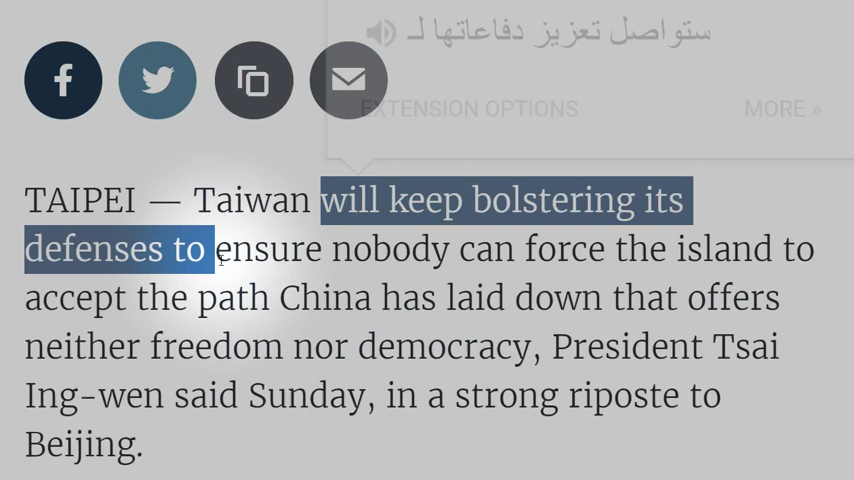 ستواصل تعزيز دفاعاتها لـ
EXTENSION OPTIONS MORE »
TAIPEI — Taiwan will keep bolstering its
defenses to ensure nobody can force the island to
accept the path China has laid down that offers
neither freedom nor democracy, President Tsai
Ing-wen said Sunday, in a strong riposte to
Beijing.